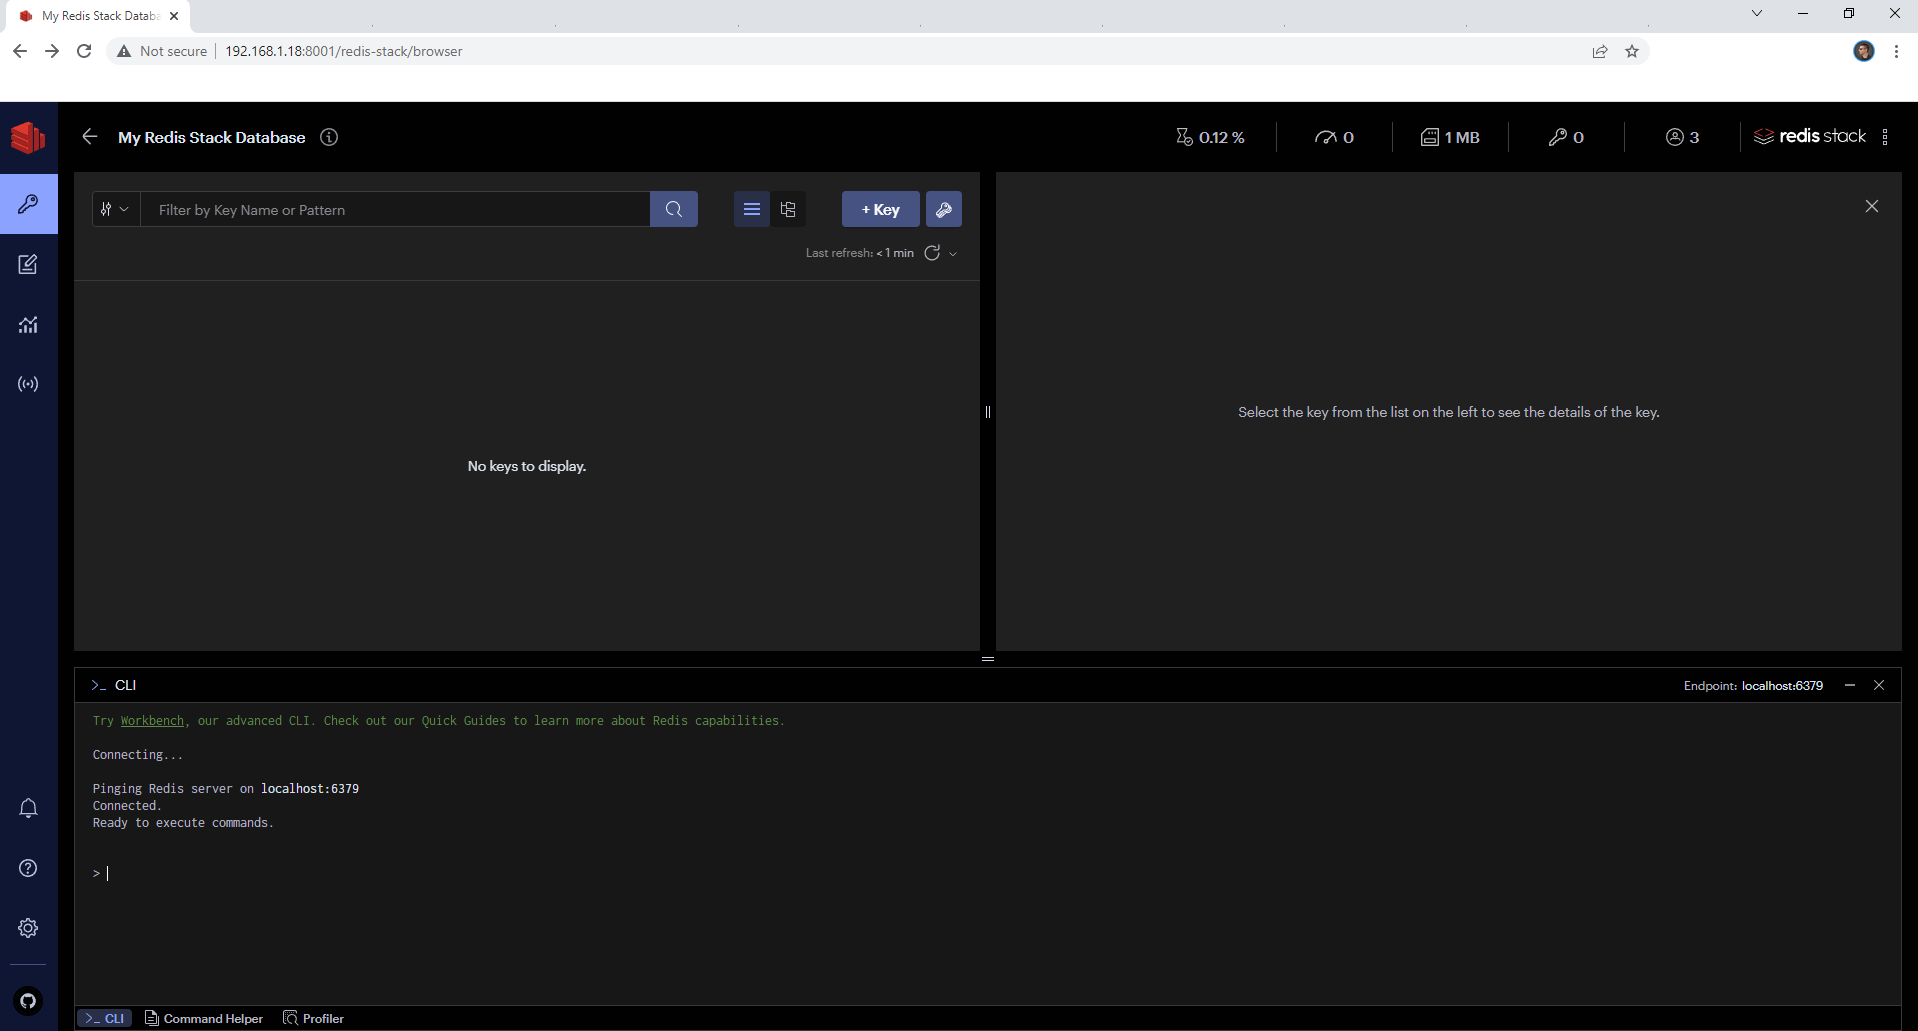 My Redis Stack Databa
Not secure
192.168.1.18:8001/redis-stack/browser
My Redis Stack Database
0.12 %
0
1 MB
0
3
redis stack
Filter by Key Name or Pattern
+ Key
Last refresh: < 1 min
No keys to display.
Select the key from the list on the left to see the details of the key.
>_ CLI
Endpoint: localhost:6379
Try Workbench, our advanced CLI. Check out our Quick Guides to learn more about Redis capabilities.
Connecting...
Pinging Redis server on localhost:6379
Connected.
Ready to execute commands.
>
>_ CLI
Command Helper
Profiler